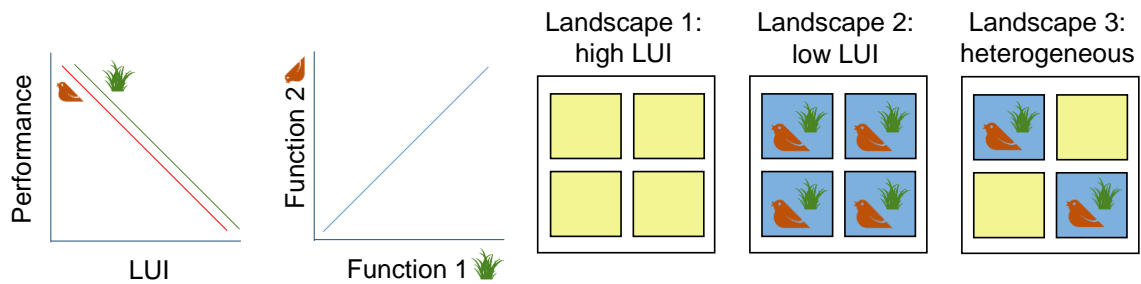 Performance
LUI
Function 2
Function 1
Landscape 1:
high LUI
Landscape 2:
low LUI
Landscape 3:
heterogeneous